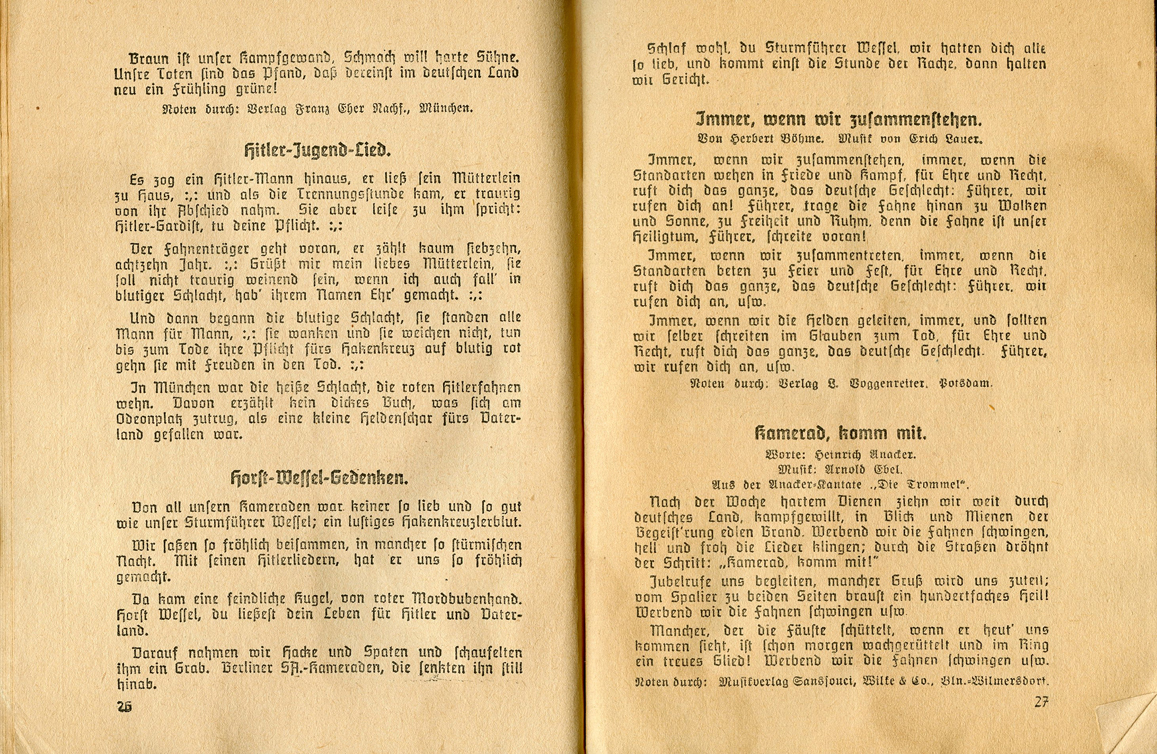 Braun ist unser Kampfgewand, Schmach will harte Sühne.
Unsre Toten sind das Pfand, daß dereinst im deutschen Land
neu ein Frühling grüne!
Noten durch: Verlag Franz Eher Nachf., München.
Hitler-Jugend-Lied.
Es zog ein Hitler-Mann hinaus, er ließ sein Mütterlein
zu Haus, :,: und als die Trennungsstunde kam, er traurig
von ihr Abschied nahm. Sie aber leise zu ihm spricht:
Hitler-Gardist, tu deine Pflicht. :,:
Der Fahnenträger geht voran, er zählt kaum siebzehn,
achtzehn Jahr. :,: Grüßt mir mein liebes Mütterlein, sie
soll nicht traurig weinend sein, wenn ich auch fall' in
blutiger Schlacht, hab' ihrem Namen Ehr' gemacht. :,:
Und dann begann die blutige Schlacht, sie standen alle
Mann für Mann, :,: sie wanken und sie weichen nicht, tun
bis zum Tode ihre Pflicht fürs Hakenkreuz auf blutig rot
gehn sie mit Freuden in den Tod. :,:
In München war die heiße Schlacht, die roten Hitlerfahnen
wehn. Davon erzählt kein dickes Buch, was sich am
Odeonplatz zutrug, als eine kleine Heldenschar fürs Vater-
land gefallen war.
Horst-Wessel-Gedenken.
Von all unsern Kameraden war keiner so lieb und so gut
wie unser Sturmführer Wessel; ein lustiges Hakenkreuzlerblut.
Wir saßen so fröhlich beisammen, in mancher so stürmischen
Nacht. Mit seinen Hitlerliedern, hat er uns so fröhlich
gemacht.
Da kam eine feindliche Kugel, von roter Mordbubenhand.
Horst Wessel, du ließest dein Leben für Hitler und Vater-
land.
Darauf nahmen wir Hacke und Spaten und schaufelten
ihm ein Grab. Berliner SA.-Kameraden, die senkten ihn still
hinab.
26
Schlaf wohl, du Sturmführer Wessel, wir hatten dich alle
so lieb, und kommt einst die Stunde der Rache, dann halten
wir Gericht.
Immer, wenn wir zusammenstehen.
Von Herbert Böhme. Musik von Erich Lauer.
Immer, wenn wir zusammenstehen, immer, wenn die
Standarten wehen in Friede und Kampf, für Ehre und Recht,
ruft dich das ganze, das deutsche Geschlecht: Führer, wir
rufen dich an! Führer, trage die Fahne hinan zu Wolken
und Sonne, zu Freiheit und Ruhm, denn die Fahne ist unser
Heiligtum, Führer, schreite voran!
Immer, wenn wir zusammentreten, immer, wenn die
Standarten beten zu Feier und Fest, für Ehre und Recht,
ruft dich das ganze, das deutsche Geschlecht: Führer, wir
rufen dich an, usw.
Immer, wenn wir die Helden geleiten, immer, und sollten
wir selber schreiten im Glauben zum Tod, für Ehre und
Recht, ruft dich das ganze, das deutsche Geschlecht. Führer,
wir rufen dich an, usw.
Noten durch: Verlag L. Voggenreiter, Potsdam.
Kamerad, komm mit.
Worte: Heinrich Anacker.
Musik: Arnold Ebel.
Aus der Anacker-Kantate „Die Trommel“.
Nach der Woche hartem Dienen ziehn wir weit durch
deutsches Land, kampfgewillt, in Blick und Mienen der
Begeist'rung edlen Brand. Werbend wir die Fahnen schwingen,
hell und froh die Lieder klingen; durch die Straßen dröhnt
der Schritt: „Kamerad, komm mit!“
Jubelrufe uns begleiten, mancher Gruß wird uns zuteil;
vom Spalier zu beiden Seiten braust ein hundertfaches Heil!
Werbend wir die Fahnen schwingen usw.
Mancher, der die Fäuste schüttelt, wenn er heut' uns
kommen sieht, ist schon morgen wachgerüttelt und im Ring
ein treues Glied! Werbend wir die Fahnen schwingen usw.
Noten durch: Musikverlag Sanssouci, Wilke & Co., Bln.-Wilmersdorf.
27